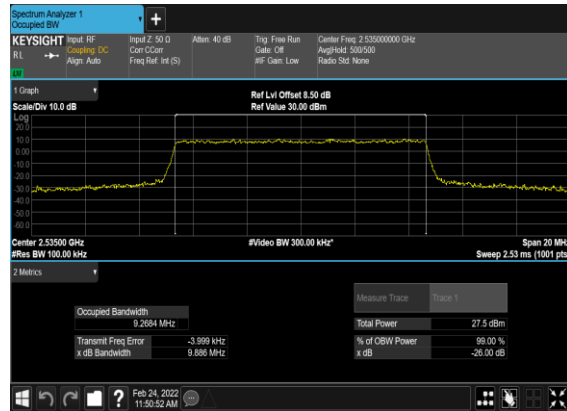 Spectrum Analyzer 1
Occupied BW
+
KEYSIGHT Input: RF Input Z: 50 Ω Atten: 40 dB Trig: Free Run Center Freq: 2.535000000 GHz
R L Coupling: DC Corr CCorr Gate: Off Avg|Hold: 500/500
Align: Auto Freq Ref: Int (S) #IF Gain: Low Radio Std: None
1 Graph
Scale/Div 10.0 dB Ref Lvl Offset 8.50 dB
Ref Value 30.00 dBm
Log
20.0
10.0
0.00
-10.0
-20.0
-30.0
-40.0
-50.0
-60.0
Center 2.53500 GHz #Video BW 300.00 kHz* Span 20 MHz
#Res BW 100.00 kHz Sweep 2.53 ms (1001 pts)
2 Metrics
Measure Trace Trace 1
Occupied Bandwidth
9.2684 MHz Total Power 27.5 dBm
Transmit Freq Error -3.999 kHz % of OBW Power 99.00 %
x dB Bandwidth 9.886 MHz x dB -26.00 dB
? Feb 24, 2022
11:50:52 AM